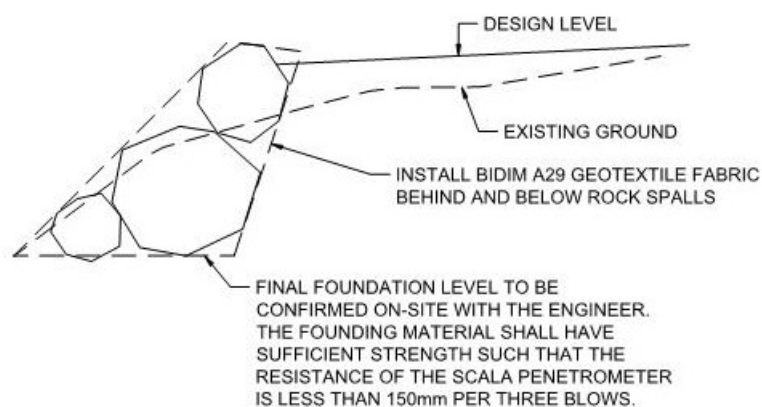 DESIGN LEVEL
EXISTING GROUND
INSTALL BIDIM A29 GEOTEXTILE FABRIC
BEHIND AND BELOW ROCK SPALLS
FINAL FOUNDATION LEVEL TO BE
CONFIRMED ON-SITE WITH THE ENGINEER.
THE FOUNDING MATERIAL SHALL HAVE
SUFFICIENT STRENGTH SUCH THAT THE
RESISTANCE OF THE SCALA PENETROMETER
IS LESS THAN 150mm PER THREE BLOWS.